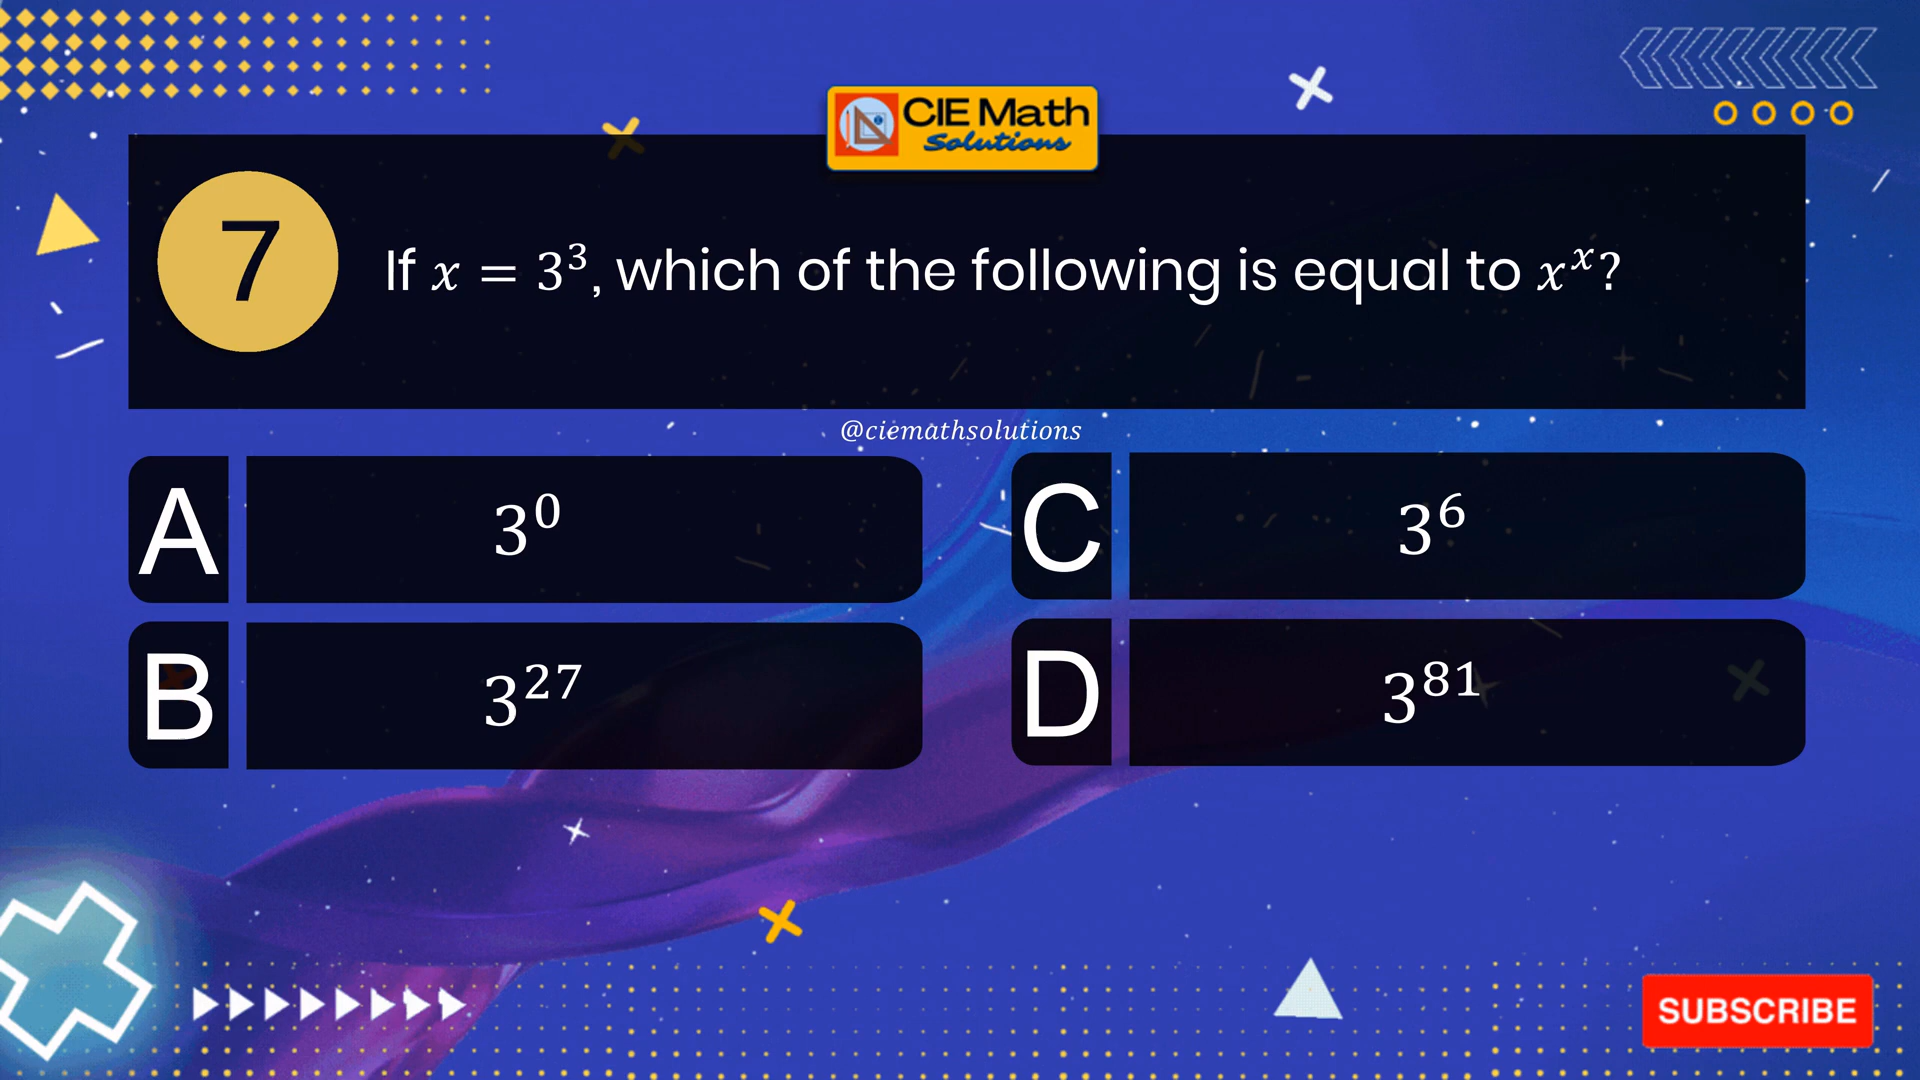 CIE Math
Solutions
7
If x = 3³, which of the following is equal to xˣ?
@ciemathsolutions
A
3⁰
C
3⁶
B
3²⁷
D
3⁸¹
SUBSCRIBE